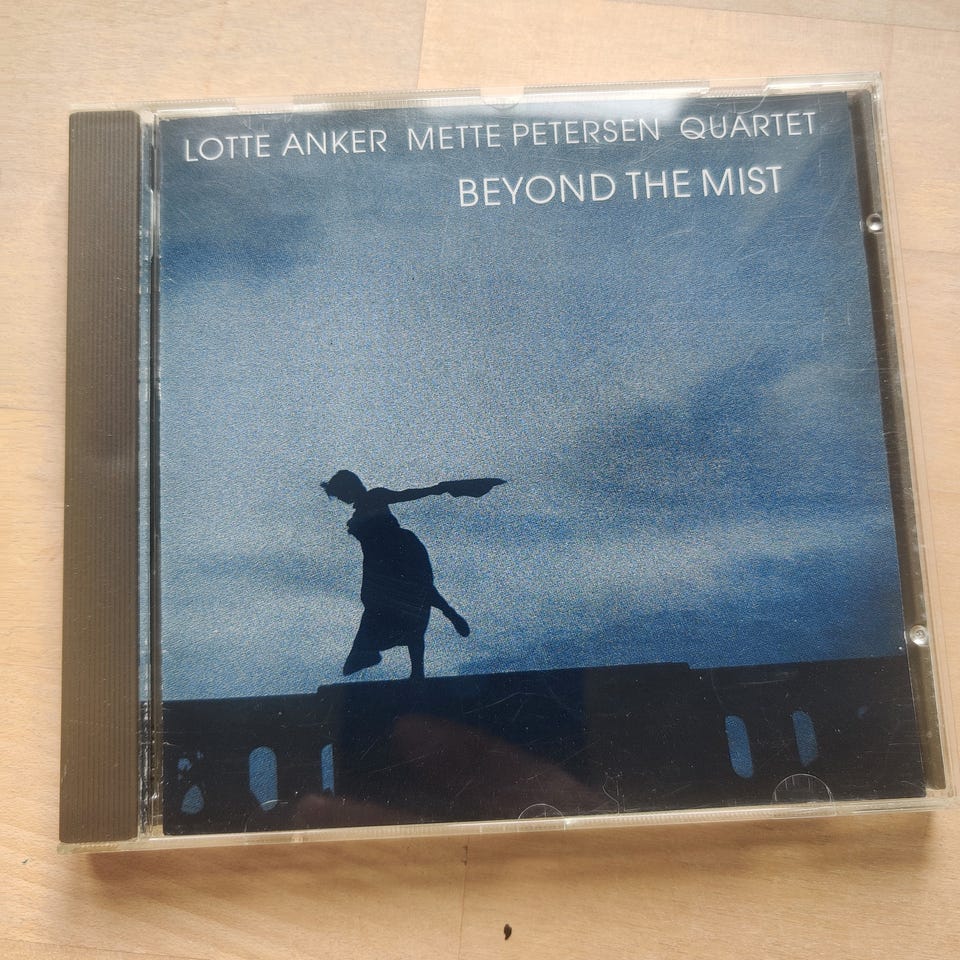 LOTTE ANKER METTE PETERSEN QUARTET
BEYOND THE MIST